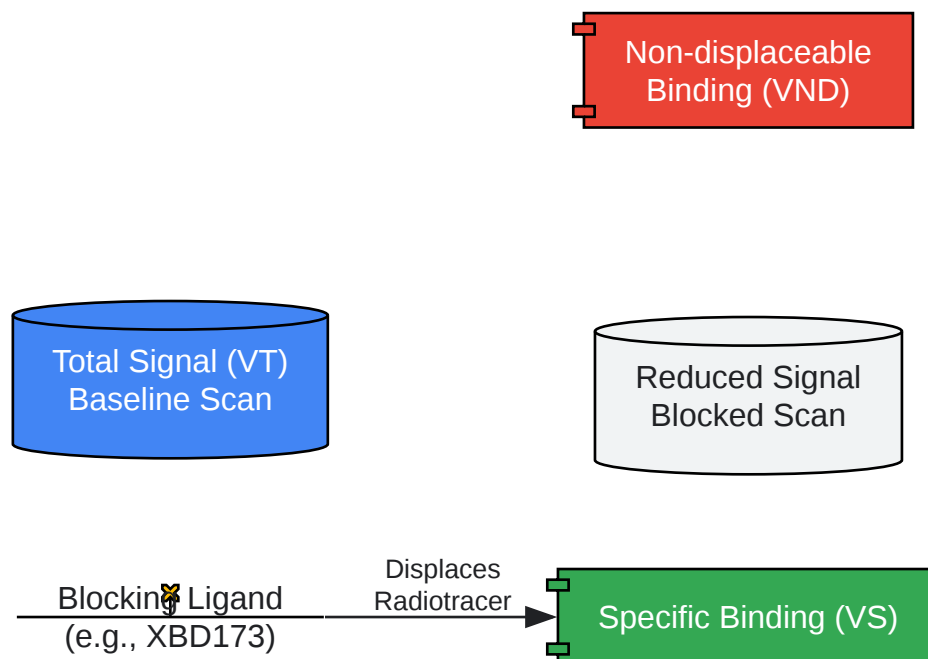 Non-displaceable
Binding (VND)
Total Signal (VT)
Baseline Scan
Reduced Signal
Blocked Scan
Blocking Ligand
(e.g., XBD173)
Displaces
Radiotracer
Specific Binding (VS)